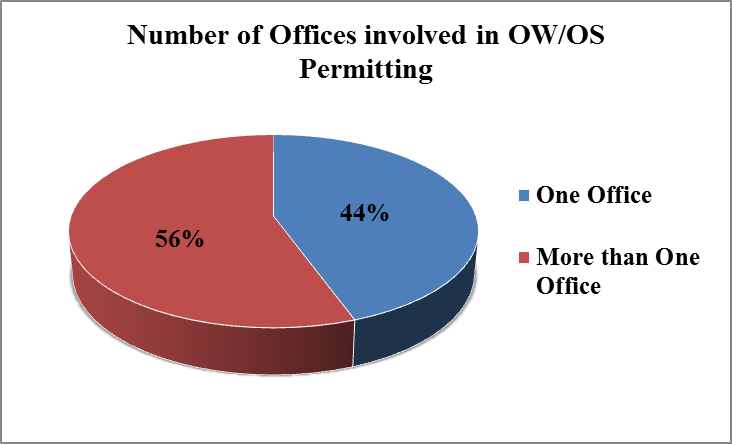 Number of Offices involved in OW/OS
Permitting
44%
56%
One Office
More than One
Office